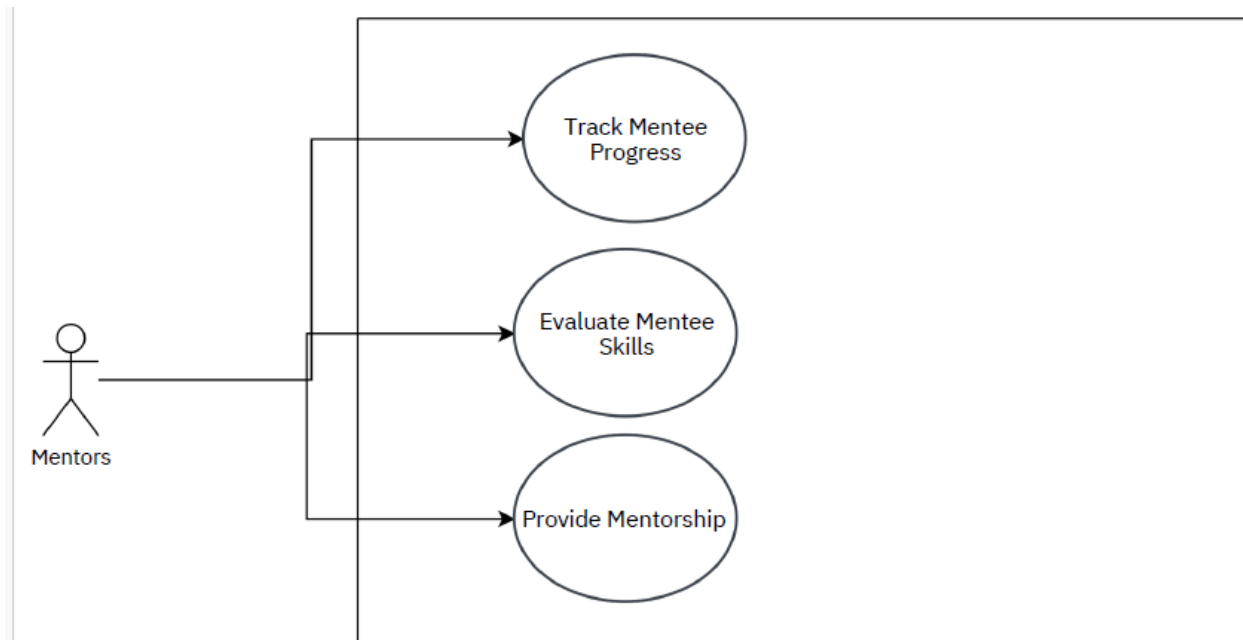 Track Mentee
Progress
Evaluate Mentee
Skills
Mentors
Provide Mentorship